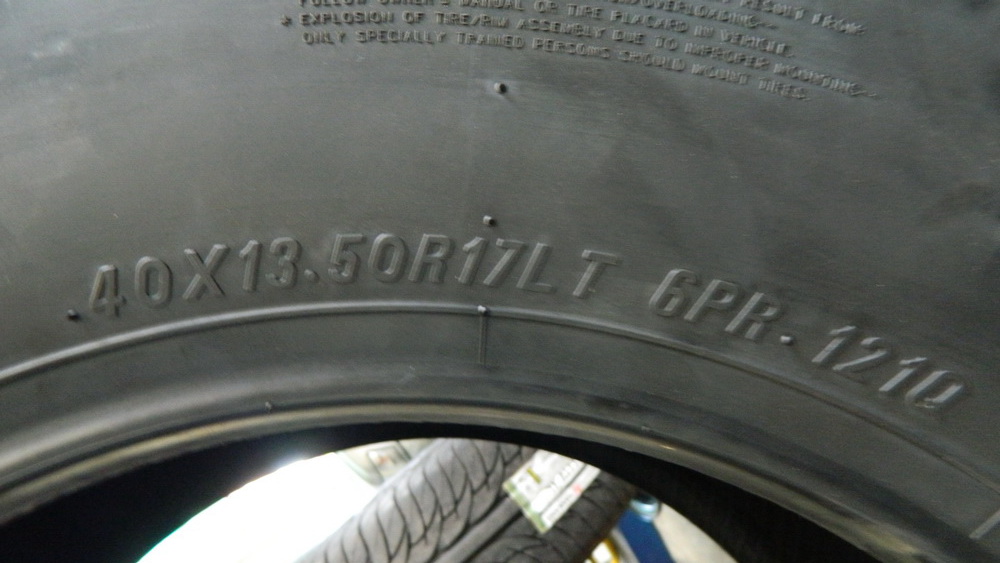 FOLLOW OWNER'S MANUAL OR TIRE PLACARD IN VEHICLE.
* EXPLOSION OF TIRE/RIM ASSEMBLY DUE TO IMPROPER MOUNTING
ONLY SPECIALLY TRAINED PERSONS SHOULD MOUNT TIRES.
40X13.50R17LT 6PR. 121Q